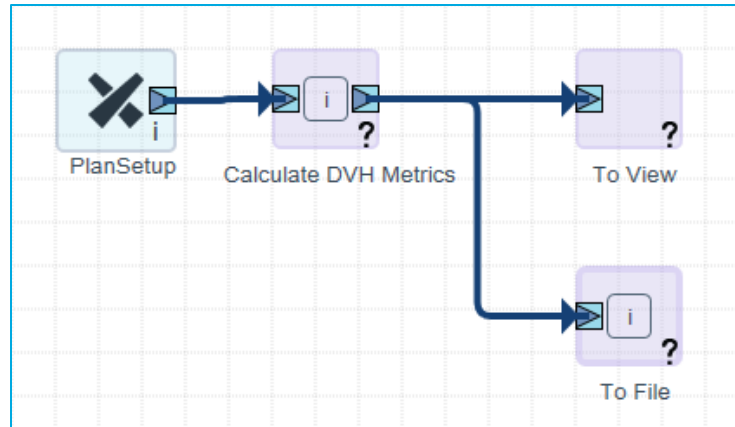 i
i
?
?
PlanSetup
Calculate DVH Metrics
To View
i
?
To File